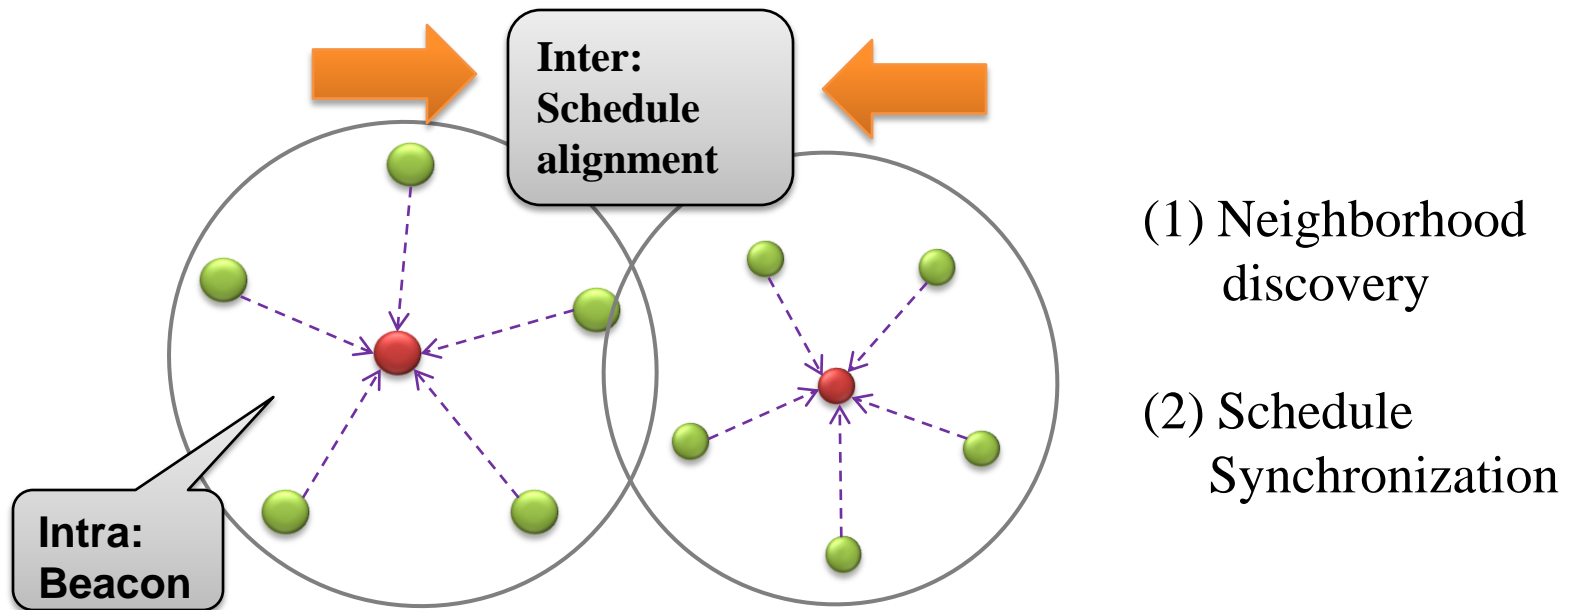 Inter:
Schedule
alignment
Intra:
Beacon
(1) Neighborhood
discovery
(2) Schedule
Synchronization